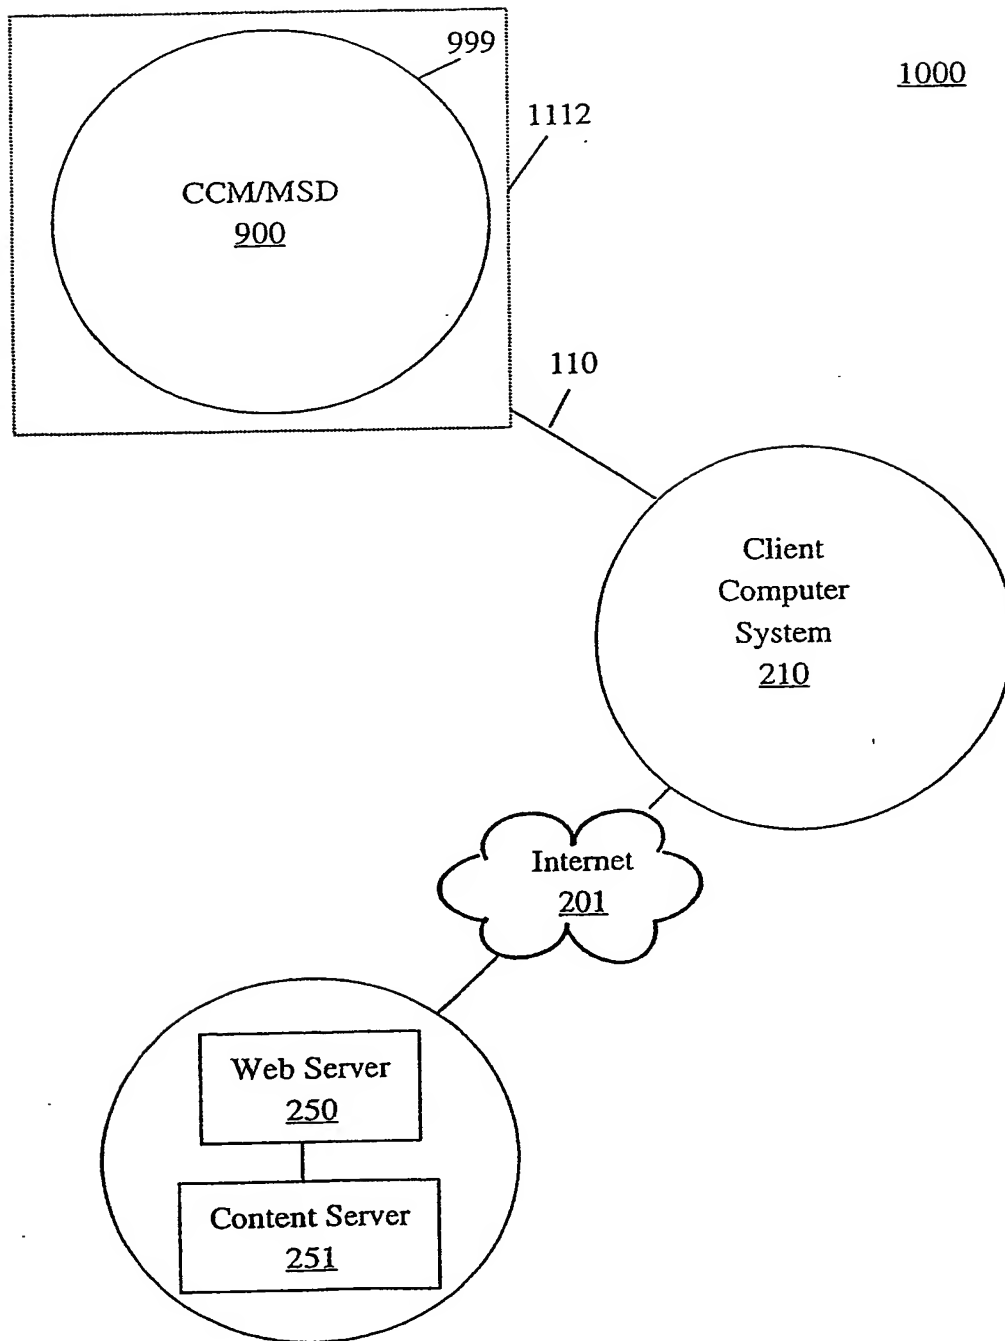 999
1000
1112
CCM/MSD
900
110
Client
Computer
System
210
Internet
201
Web Server
250
Content Server
251